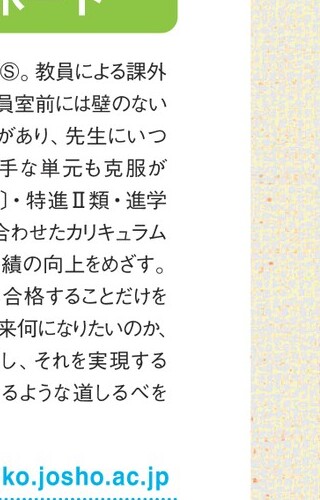 ポート
Ⓢ。教員による課外
員室前には壁のない
があり、先生にいつ
手な単元も克服が
〕・特進Ⅱ類・進学
合わせたカリキュラム
績の向上をめざす。
合格することだけを
来何になりたいのか、
し、それを実現する
るような道しるべを
ko.josho.ac.jp